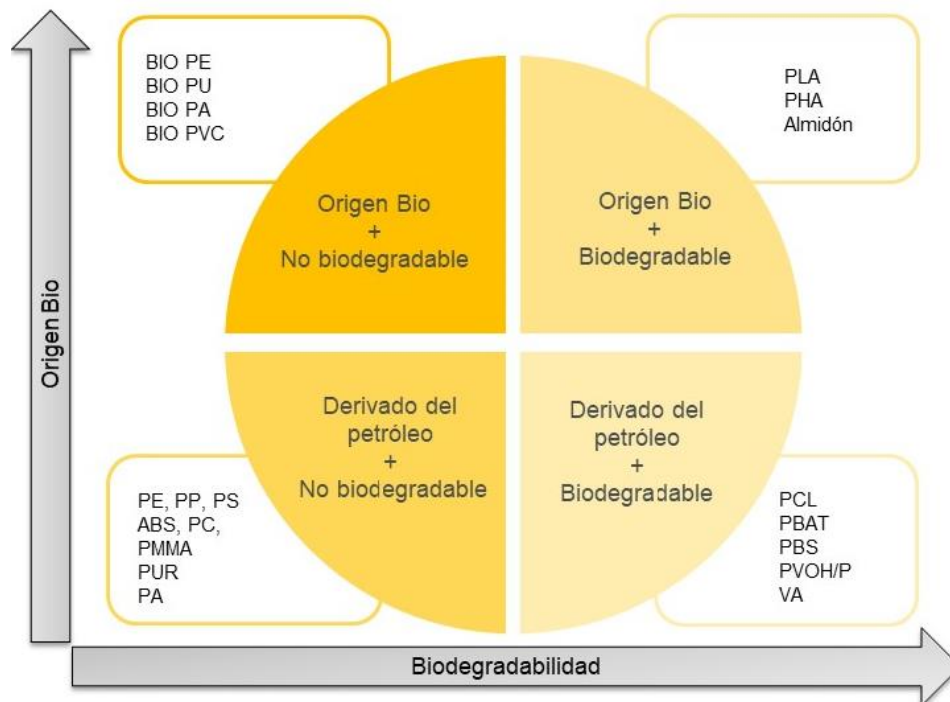 BIO PE
BIO PU
BIO PA
BIO PVC
PLA
PHA
Almidón
Origen Bio
+
No biodegradable
Origen Bio
+
Biodegradable
Origen Bio
Derivado del
petróleo
+
No biodegradable
Derivado del
petróleo
+
Biodegradable
PE, PP, PS
ABS, PC,
PMMA
PUR
PA
PCL
PBAT
PBS
PVOH/P
VA
Biodegradabilidad